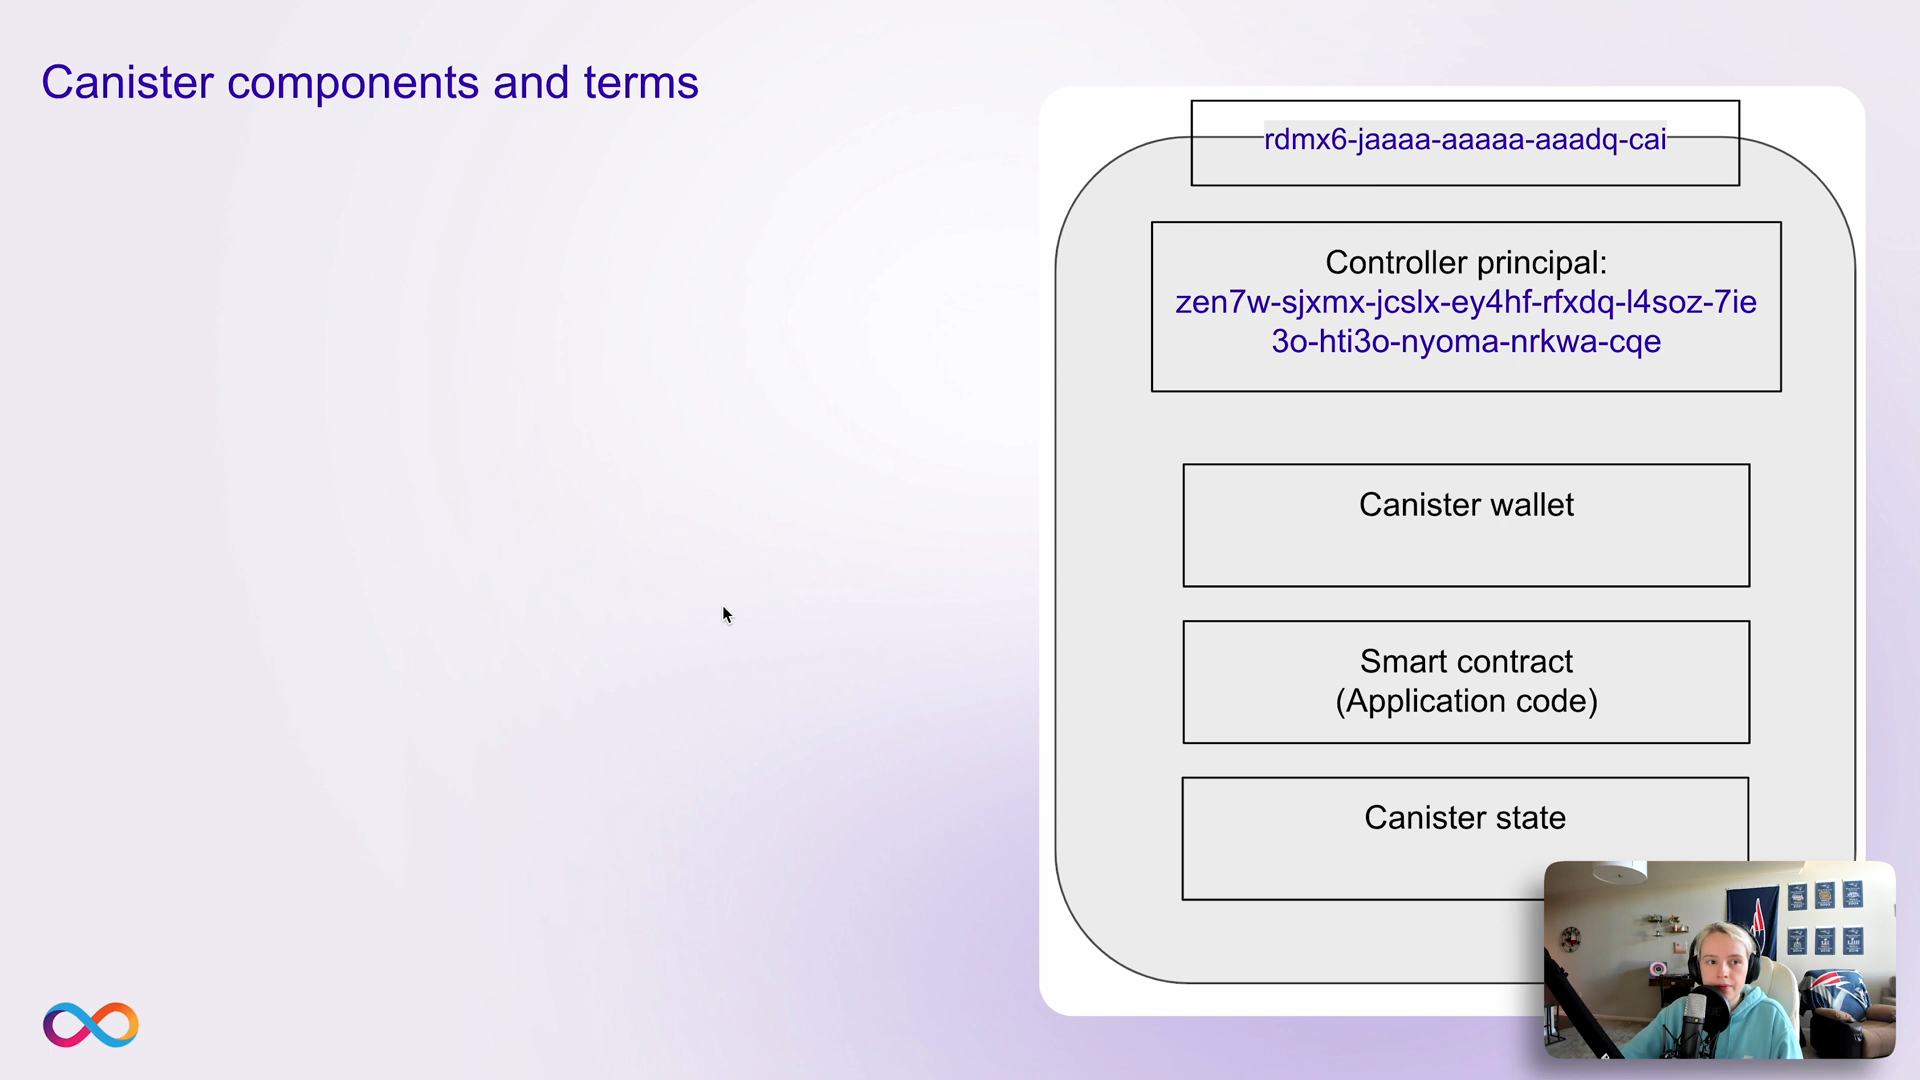 Canister components and terms
rdmx6-jaaaa-aaaaa-aaadq-cai
Controller principal:
zen7w-sjxmx-jcslx-ey4hf-rfxdq-l4soz-7ie
3o-hti3o-nyoma-nrkwa-cqe
Canister wallet
Smart contract
(Application code)
Canister state